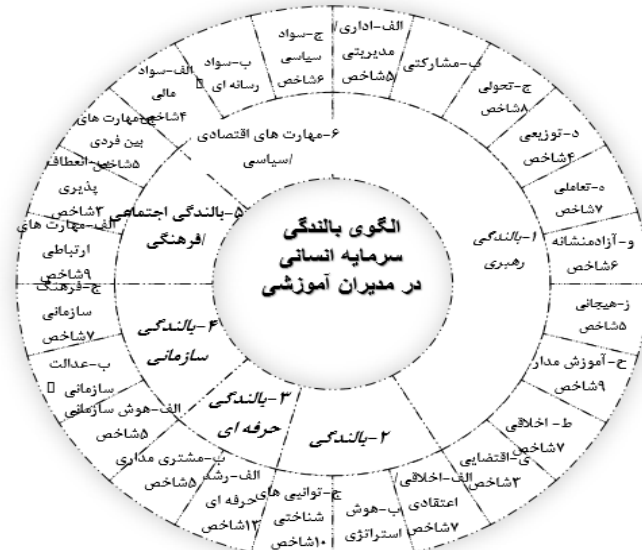 الگوی بالندگی
سرمایه انسانی
در مدیران آموزشی
۱-بالندگی
رهبری
الف-اداری/
مدیریتی
۵شاخص
ب-مشارکتی
ج-تحولی
۸شاخص
د-توزیعی
۴شاخص
ه-تعاملی
۷شاخص
و-آزادمنشانه
۶شاخص
ز-هیجانی
۵شاخص
ح-آموزش مدار
۹شاخص
ط- اخلاقی
۷شاخص
ی-اقتضایی
۳شاخص
۲-بالندگی
الف-اخلاقی/
اعتقادی
۷شاخص
ب-هوش
استراتژی
ج-توانیی های
شناختی
۱۰شاخص
۳-بالندگی
حرفه ای
الف-رشد
حرفه ای
۱۳شاخص
ب-مشتری مداری
۵شاخص
۴-بالندگی
سازمانی
الف-هوش سازمانی
۵شاخص
ب-عدالت
سازمانی
ج-فرهنگ
سازمانی
۷شاخص
۵-بالندگی اجتماعی
/فرهنگی
الف-مهارت های
ارتباطی
۹شاخص
ب-انعطاف
پذیری
۳شاخص
ج-مهارت های
بین فردی
۵شاخص
۶-مهارت های اقتصادی
/سیاسی
الف-سواد
مالی
۴شاخص
ب-سواد
رسانه ای
ج-سواد
سیاسی
۶شاخص